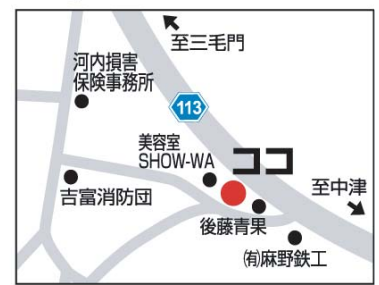 至三毛門
河内損害
保険事務所
113
美容室
SHOW-WA
ココ
至中津
吉富消防団
後藤青果
㈲麻野鉄工